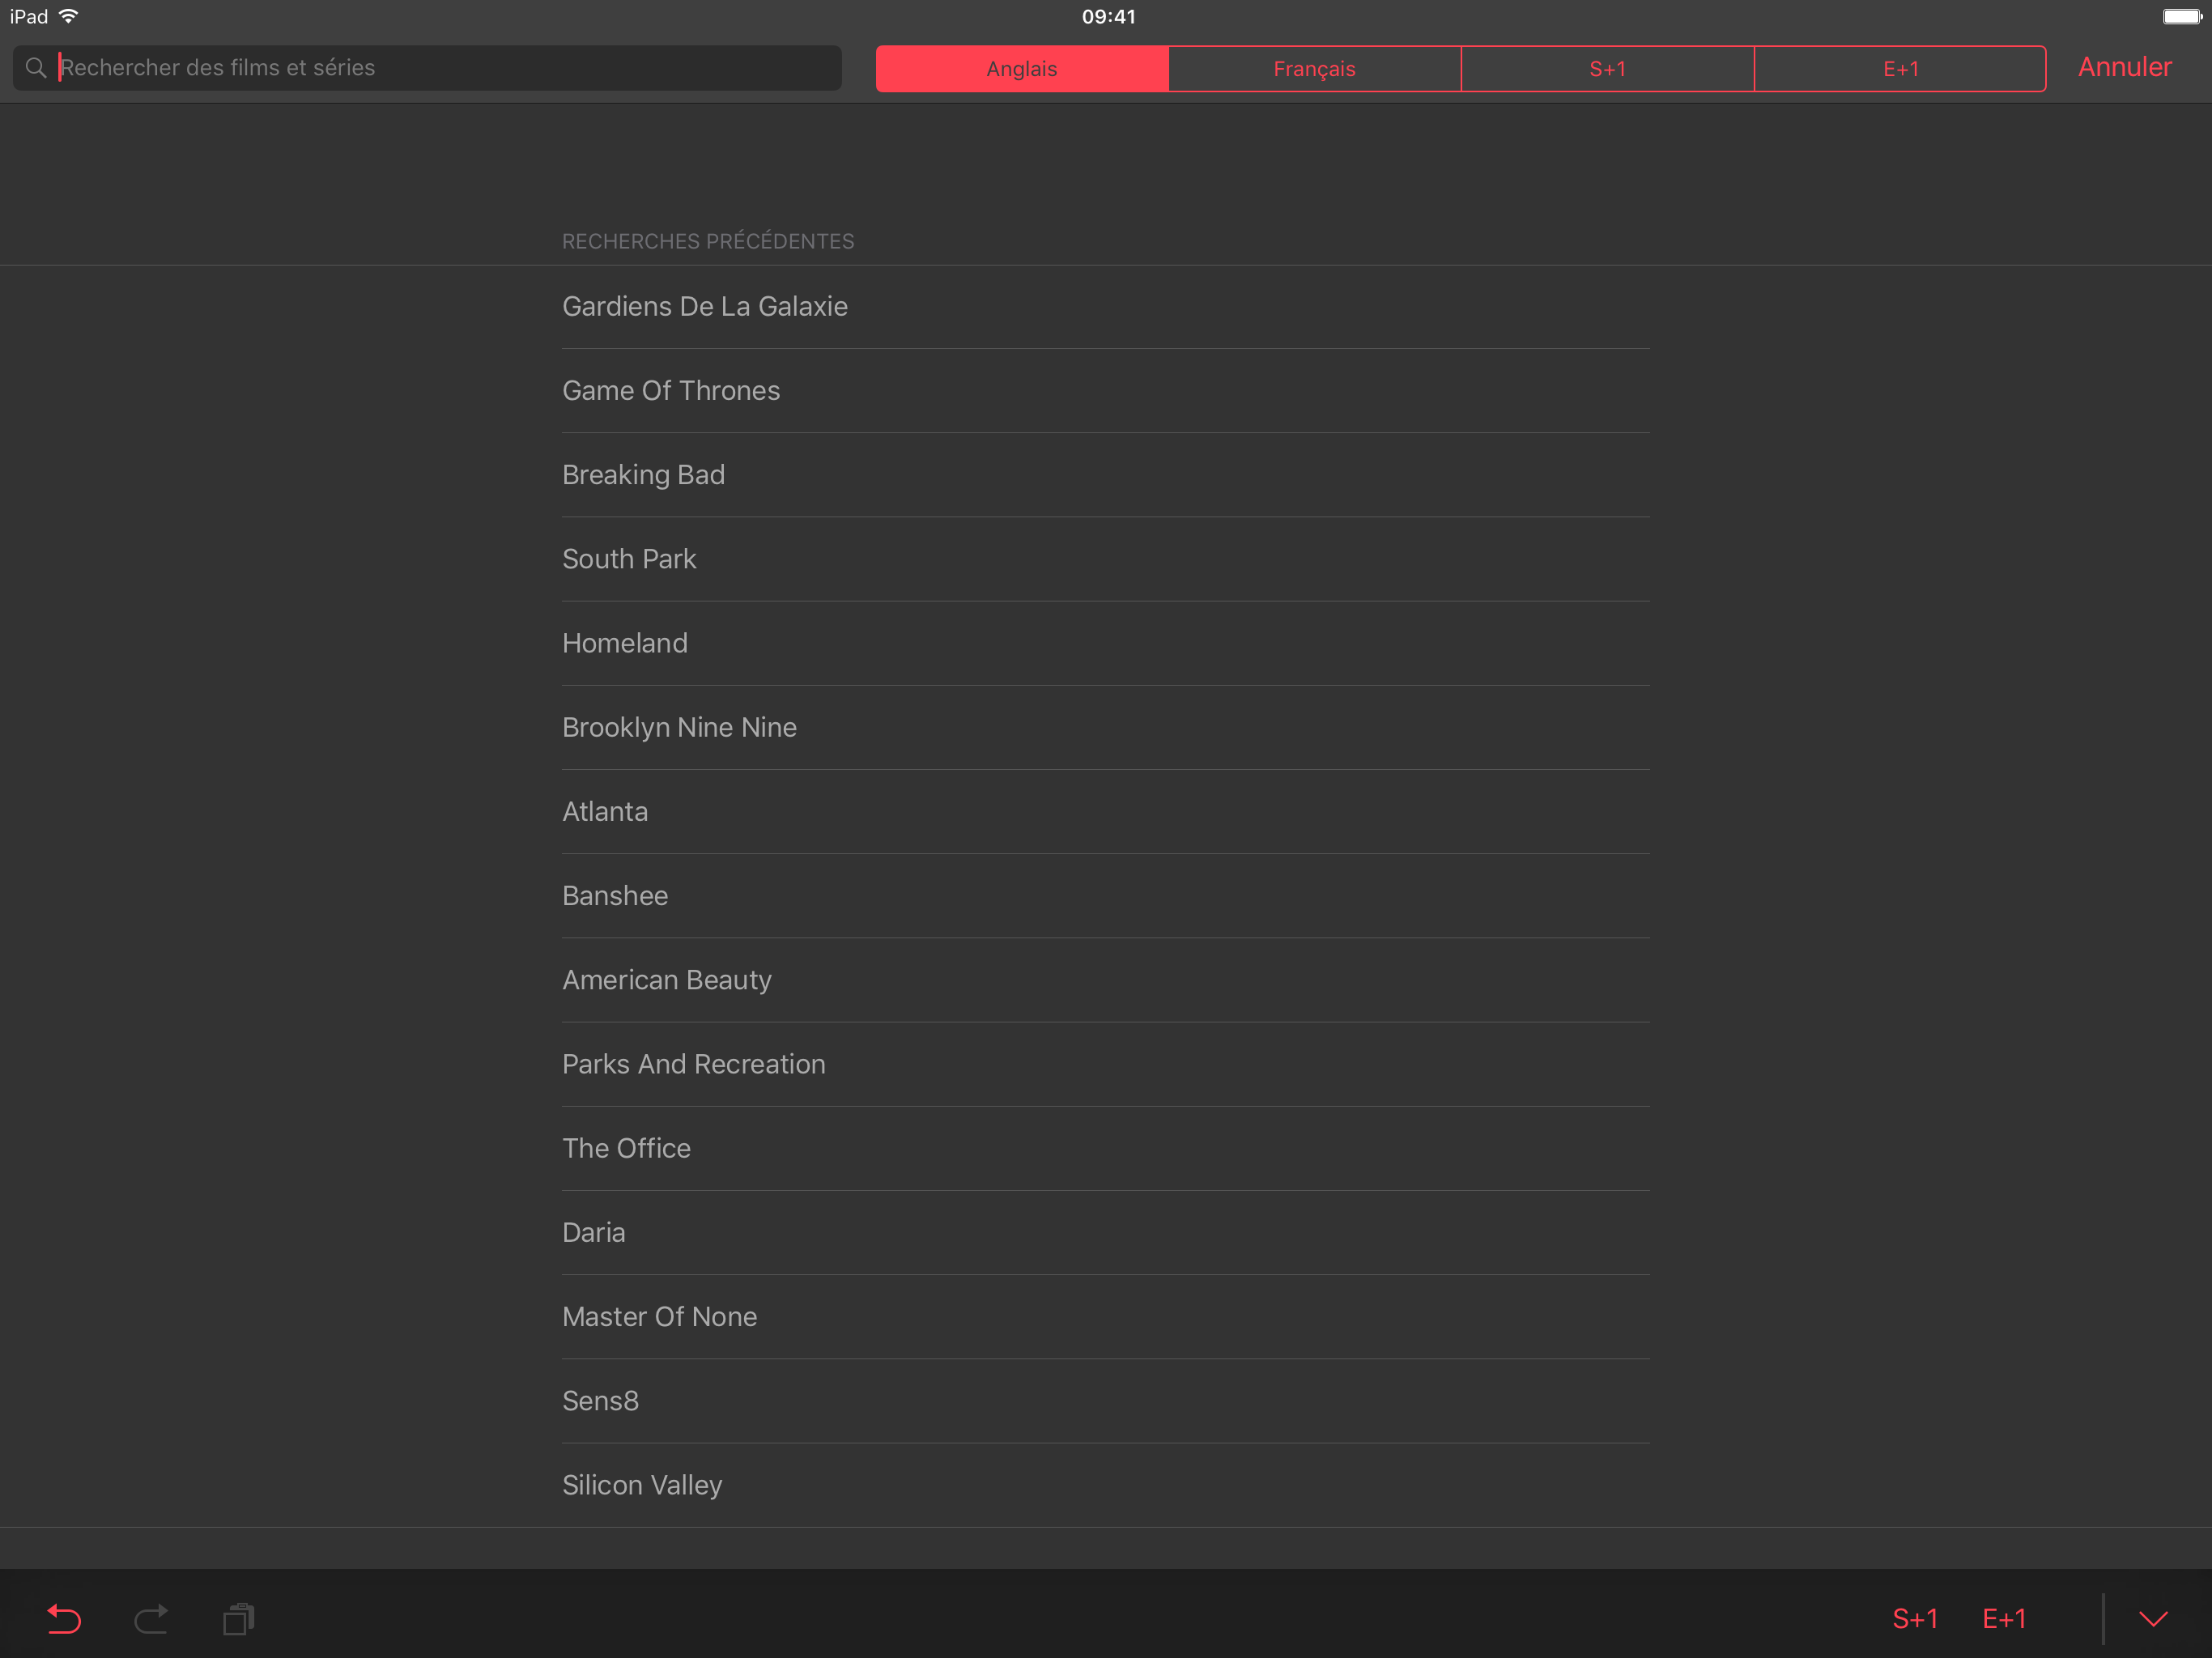 iPad 09:41
Rechercher des films et séries Anglais Français S+1 E+1 Annuler
RECHERCHES PRÉCÉDENTES
Gardiens De La Galaxie
Game Of Thrones
Breaking Bad
South Park
Homeland
Brooklyn Nine Nine
Atlanta
Banshee
American Beauty
Parks And Recreation
The Office
Daria
Master Of None
Sens8
Silicon Valley
S+1 E+1